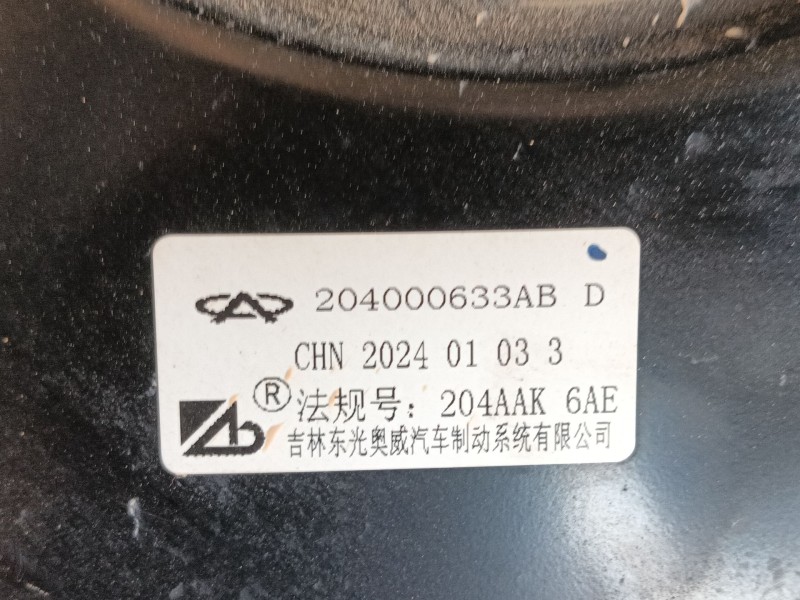 204000633AB D
CHN 2024 01 03 3
® 法规号: 204AAK 6AE
吉林东光奥威汽车制动系统有限公司